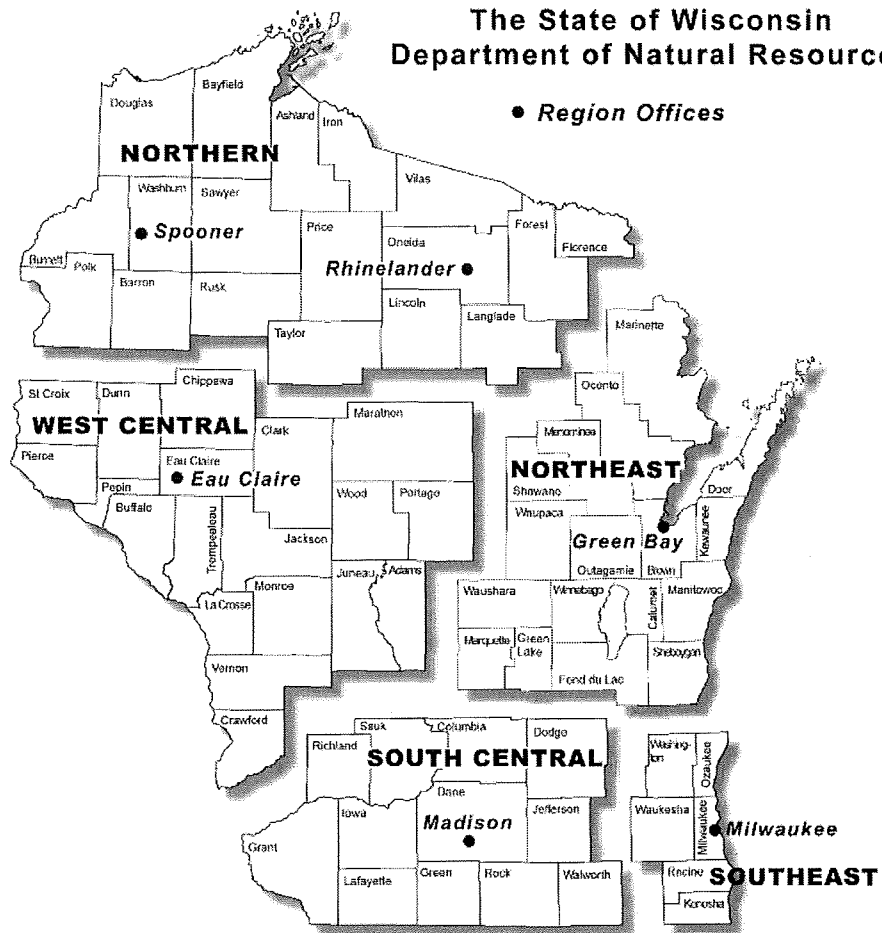 The State of Wisconsin
Department of Natural Resourc
Region Offices
Bayfield
Douglas
Ashland
Iron
NORTHERN
Vilas
Washburn
Sawyer
Price
Forest
Spooner
Oneida
Florence
Burnett
Polk
Rhinelander
Barron
Rusk
Lincoln
Langlade
Taylor
Marinette
Chippewa
Oconto
St Croix
Dunn
Marathon
WEST CENTRAL
Clark
Menominee
Pierce
Eau Claire
NORTHEAST
Eau Claire
Pepin
Wood
Portage
Shawano
Door
Buffalo
Waupaca
Trempealeau
Jackson
Green Bay
Kewaunee
Juneau
Adams
Outagamie
Brown
Monroe
Waushara
Winnebago
Calumet
Manitowoc
La Crosse
Marquette
Green
Lake
Sheboygan
Vernon
Fond du Lac
Crawford
Sauk
Columbia
Dodge
Richland
SOUTH CENTRAL
Washing-
ton
Ozaukee
Dane
Iowa
Jefferson
Waukesha
Milwaukee
Madison
Milwaukee
Grant
Lafayette
Green
Rock
Walworth
Racine
SOUTHEAST
Kenosha